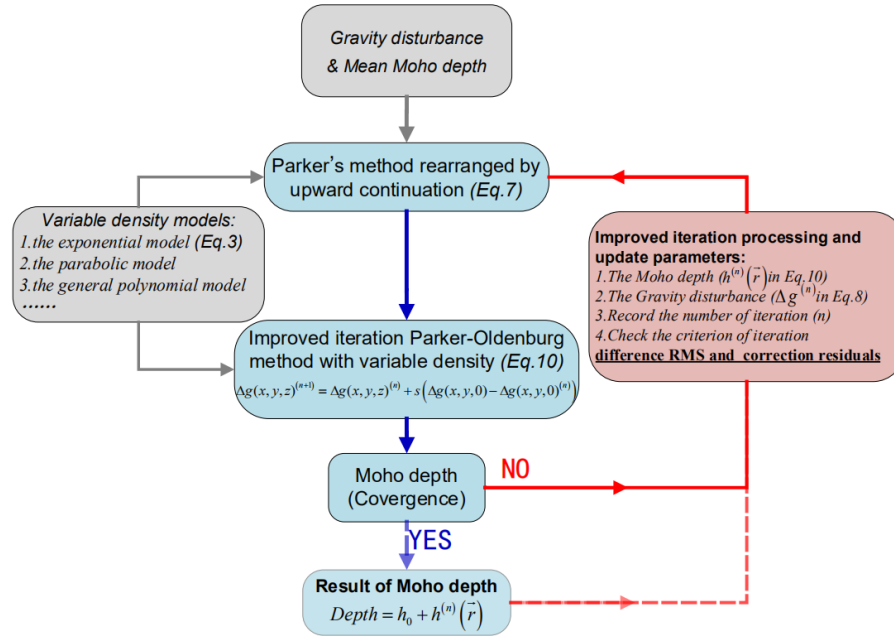 Gravity disturbance
& Mean Moho depth
Parker's method rearranged by
upward continuation (Eq.7)
Variable density models:
1.the exponential model (Eq.3)
2.the parabolic model
3.the general polynomial model
......
Improved iteration processing and
update parameters:
1.The Moho depth (h⁽ⁿ⁾(r⃗)in Eq.10)
2.The Gravity disturbance (Δg⁽ⁿ⁾in Eq.8)
3.Record the number of iteration (n)
4.Check the criterion of iteration
difference RMS and correction residuals
Improved iteration Parker-Oldenburg
method with variable density (Eq.10)
Δg(x,y,z)⁽ⁿ⁺¹⁾ = Δg(x,y,z)⁽ⁿ⁾ + s(Δg(x,y,0) − Δg(x,y,0)⁽ⁿ⁾)
Moho depth
(Covergence)
NO
YES
Result of Moho depth
Depth = h₀ + h⁽ⁿ⁾(r⃗)